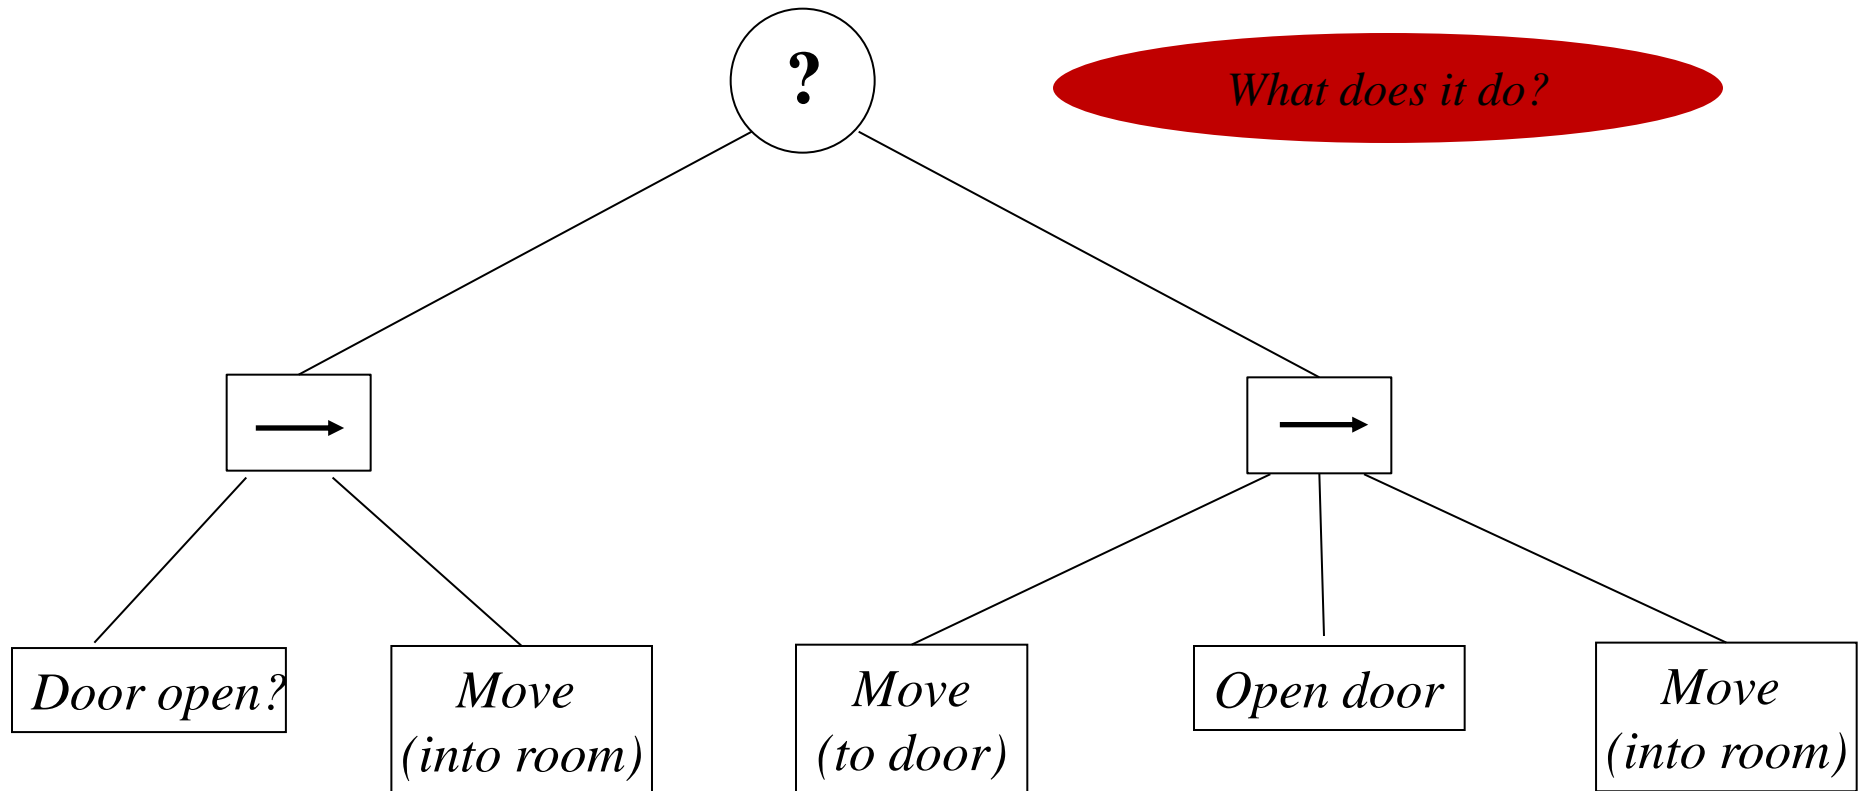 ?
What does it do?
Door open?
Move
(into room)
Move
(to door)
Open door
Move
(into room)